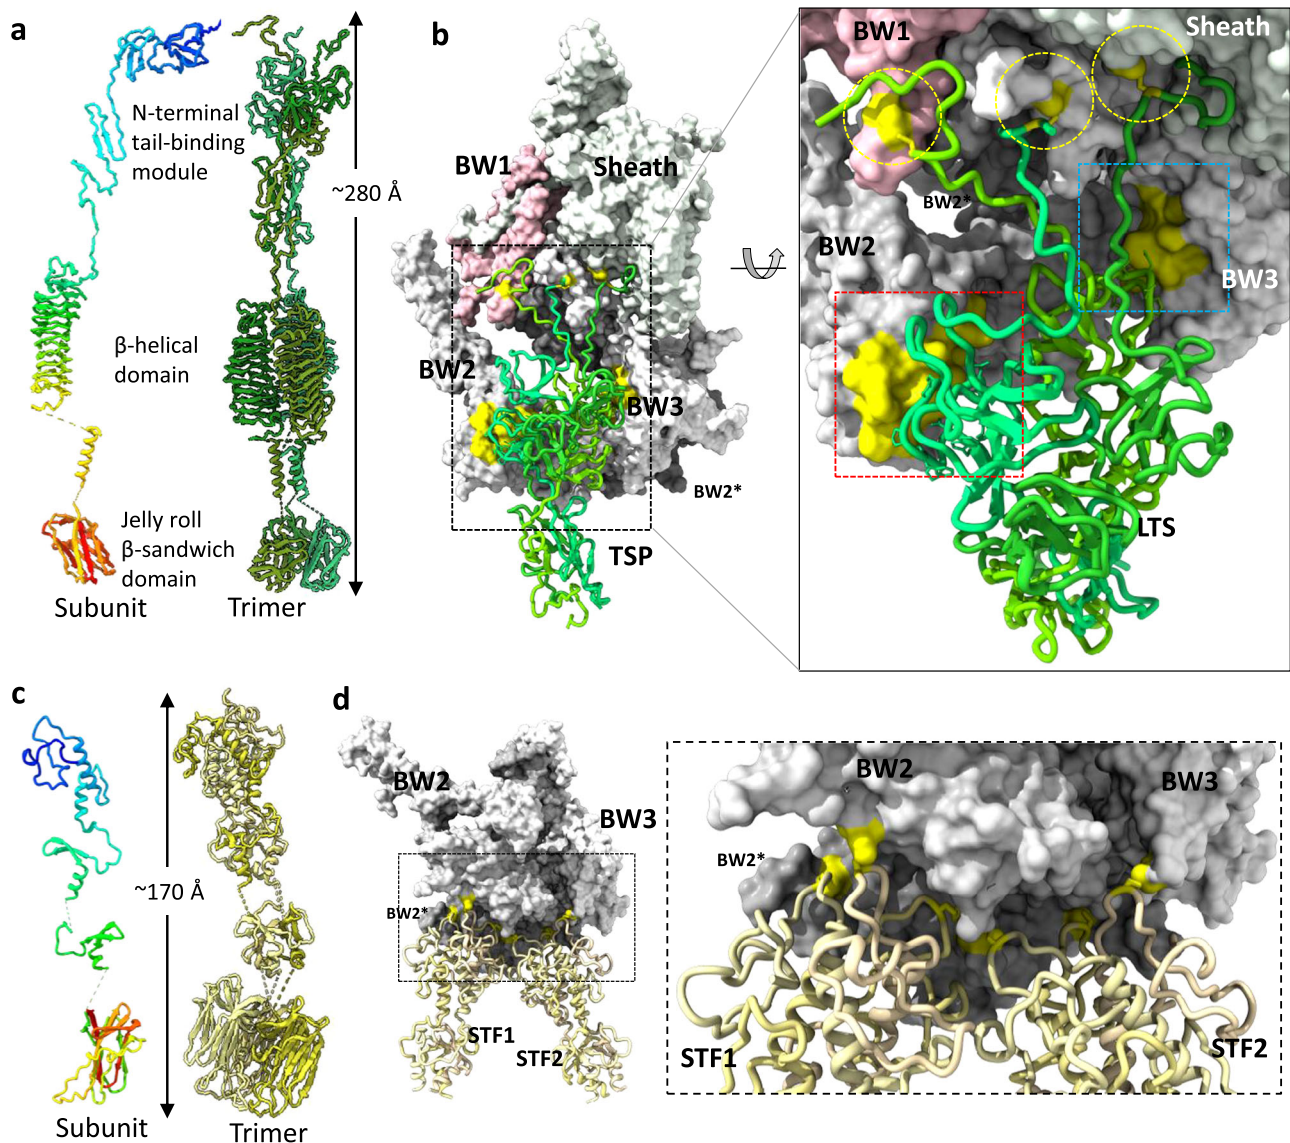 a
N-terminal
tail-binding
module
~280 Å
β-helical
domain
Jelly roll
β-sandwich
domain
Subunit
Trimer
b
BW1
Sheath
BW2
BW3
BW2*
TSP
BW1
Sheath
BW2*
BW2
BW3
LTS
c
~170 Å
Subunit
Trimer
d
BW2
BW3
BW2*
STF1
STF2
BW2
BW3
BW2*
STF1
STF2